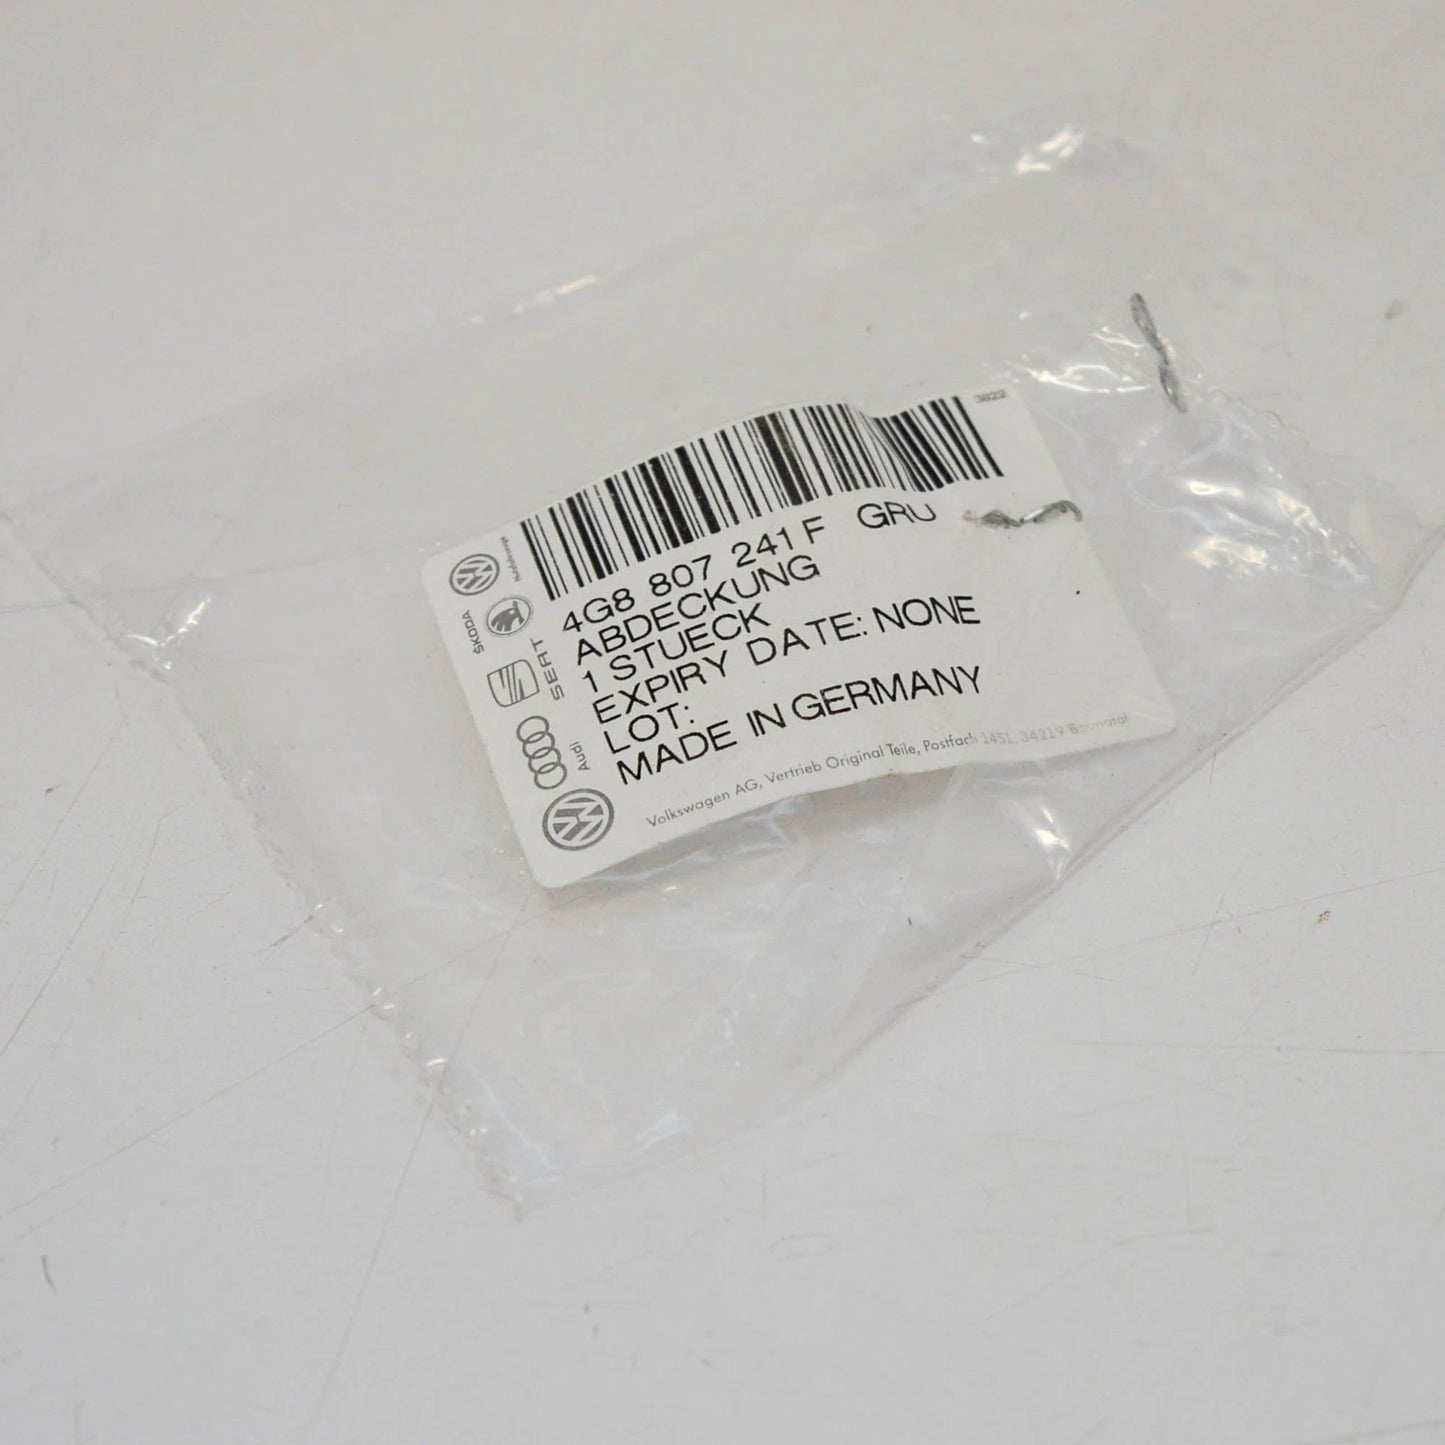 3822
4G8 807 241 F GRU
ABDECKUNG
1 STUECK
EXPIRY DATE: NONE
LOT:
MADE IN GERMANY
Volkswagen AG, Vertrieb Original Teile, Postfach 1451, 34219 Baunatal
Nutzfahrzeuge
ŠKODA
SEAT
Audi